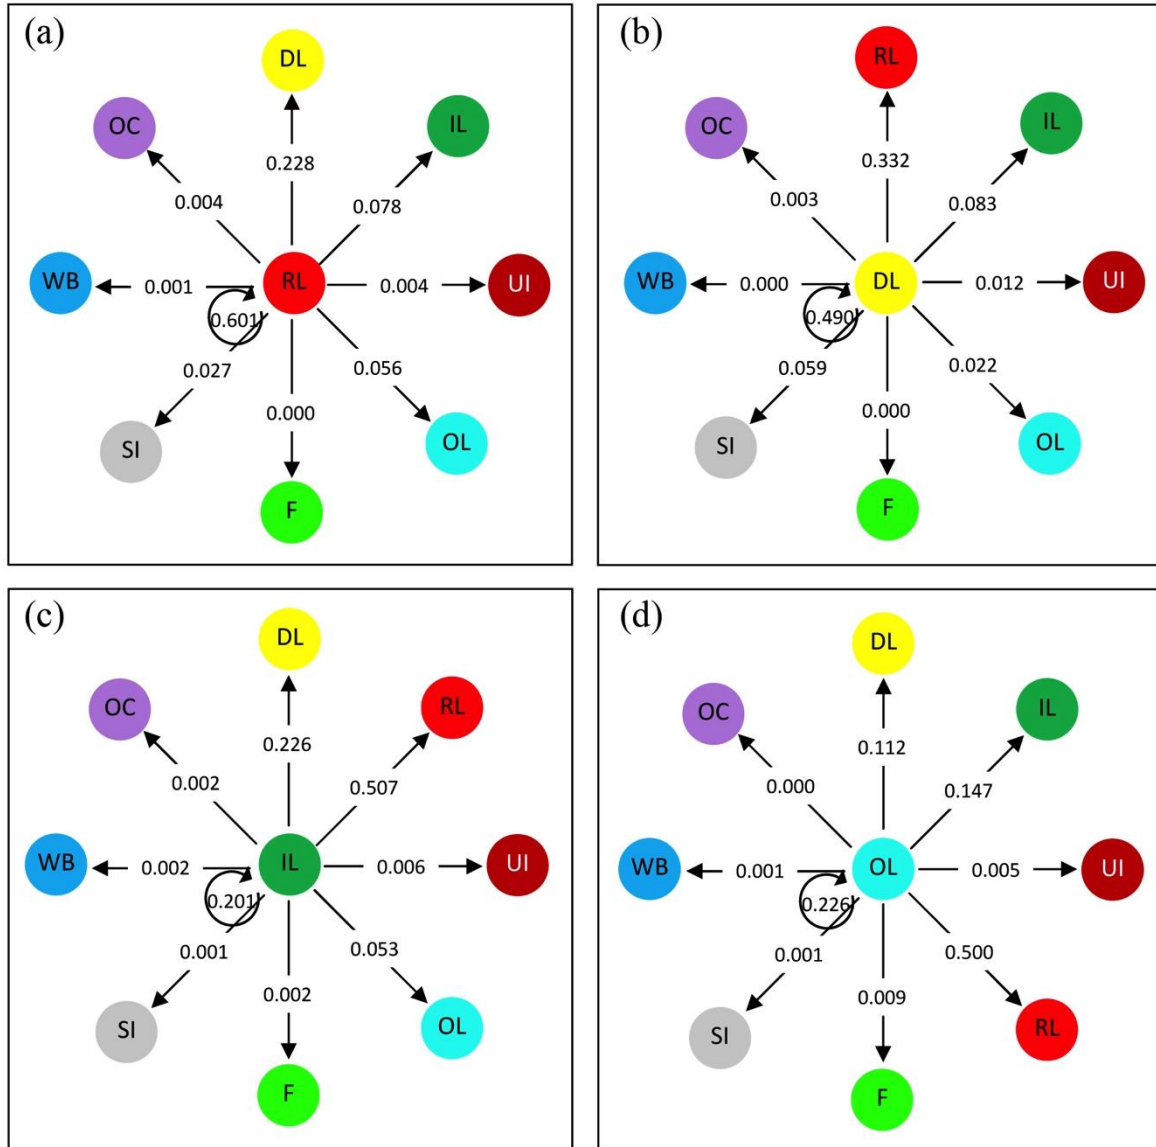 (a)
DL
OC
IL
0.228
0.004
0.078
WB
0.001
RL
0.004
UI
0.601
0.027
0.056
0.000
SI
OL
F
(b)
RL
OC
IL
0.332
0.003
0.083
WB
0.000
DL
0.012
UI
0.490
0.059
0.022
0.000
SI
OL
F
(c)
DL
OC
RL
0.226
0.002
0.507
WB
0.002
IL
0.006
UI
0.201
0.001
0.053
0.002
SI
OL
F
(d)
DL
OC
IL
0.112
0.000
0.147
WB
0.001
OL
0.005
UI
0.226
0.001
0.500
0.009
SI
RL
F